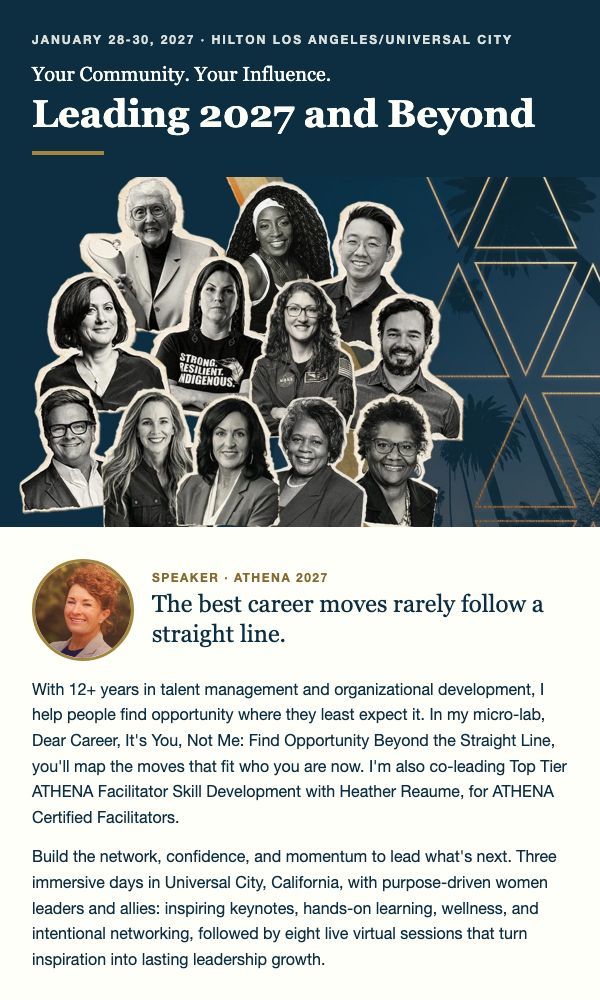 JANUARY 28-30, 2027 · HILTON LOS ANGELES/UNIVERSAL CITY
Your Community. Your Influence.
Leading 2027 and Beyond
STRONG.
RESILIENT.
INDIGENOUS.
SPEAKER · ATHENA 2027
The best career moves rarely follow a
straight line.
With 12+ years in talent management and organizational development, I
help people find opportunity where they least expect it. In my micro-lab,
Dear Career, It's You, Not Me: Find Opportunity Beyond the Straight Line,
you'll map the moves that fit who you are now. I'm also co-leading Top Tier
ATHENA Facilitator Skill Development with Heather Reaume, for ATHENA
Certified Facilitators.
Build the network, confidence, and momentum to lead what's next. Three
immersive days in Universal City, California, with purpose-driven women
leaders and allies: inspiring keynotes, hands-on learning, wellness, and
intentional networking, followed by eight live virtual sessions that turn
inspiration into lasting leadership growth.